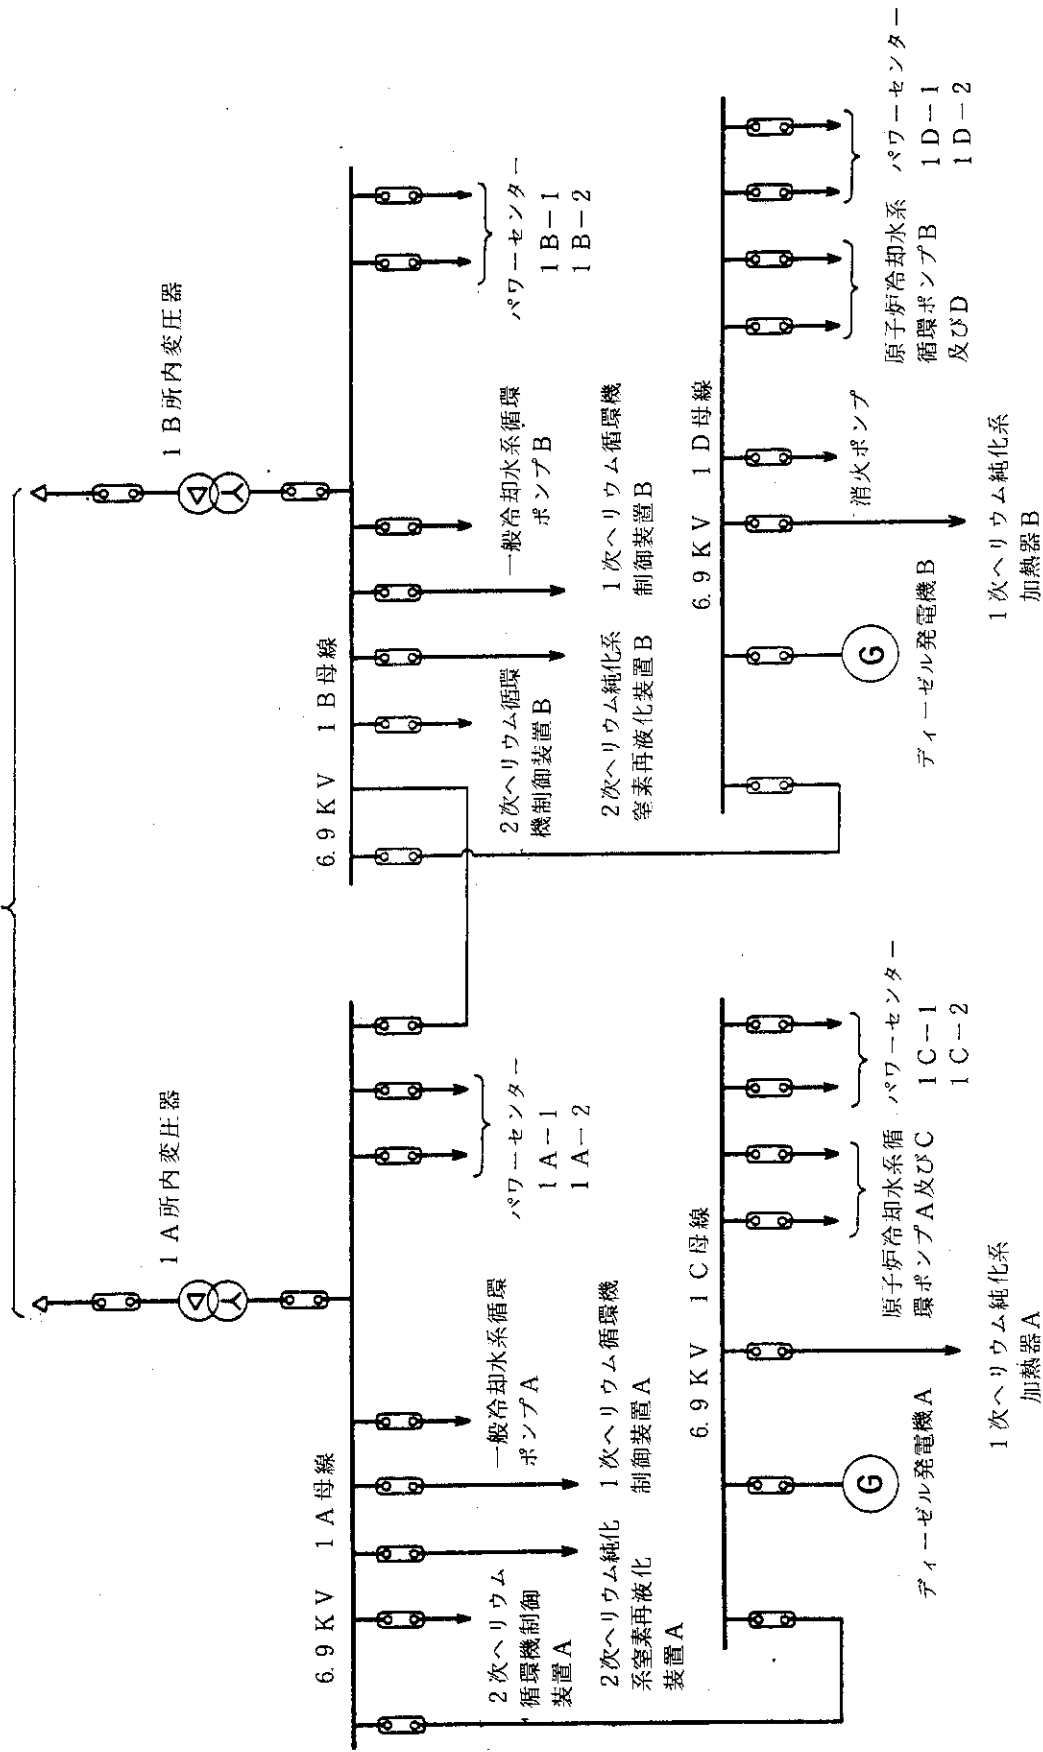 1A所内変圧器
1B所内変圧器
6.9KV 1A母線
6.9KV 1B母線
2次ヘリウム
循環機制御
装置A
2次ヘリウム純化
系窒素再液化
装置A
1次ヘリウム循環機
制御装置A
一般冷却水系循環
ポンプA
パワーセンター
1A-1
1A-2
2次ヘリウム循環
機制御装置B
2次ヘリウム純化系
窒素再液化装置B
1次ヘリウム循環機
制御装置B
一般冷却水系循環
ポンプB
パワーセンター
1B-1
1B-2
6.9KV 1C母線
6.9KV 1D母線
G
ディーゼル発電機A
1次ヘリウム純化系
加熱器A
原子炉冷却水系循
環ポンプA及びC
パワーセンター
1C-1
1C-2
G
ディーゼル発電機B
1次ヘリウム純化系
加熱器B
消火ポンプ
原子炉冷却水系
循環ポンプB
及びD
パワーセンター
1D-1
1D-2